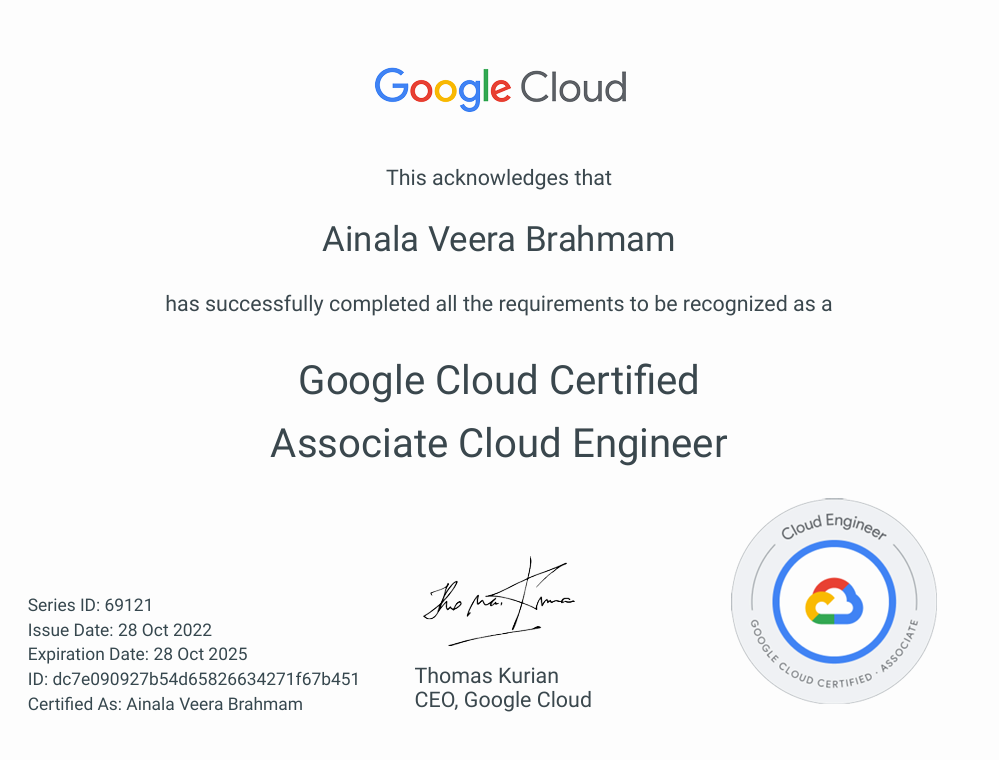 Google Cloud
This acknowledges that
Ainala Veera Brahmam
has successfully completed all the requirements to be recognized as a
Google Cloud Certified
Associate Cloud Engineer
Series ID: 69121
Issue Date: 28 Oct 2022
Expiration Date: 28 Oct 2025
ID: dc7e090927b54d65826634271f67b451
Certified As: Ainala Veera Brahmam
Thomas Kurian
Thomas Kurian
CEO, Google Cloud
Cloud Engineer
GOOGLE CLOUD CERTIFIED · ASSOCIATE